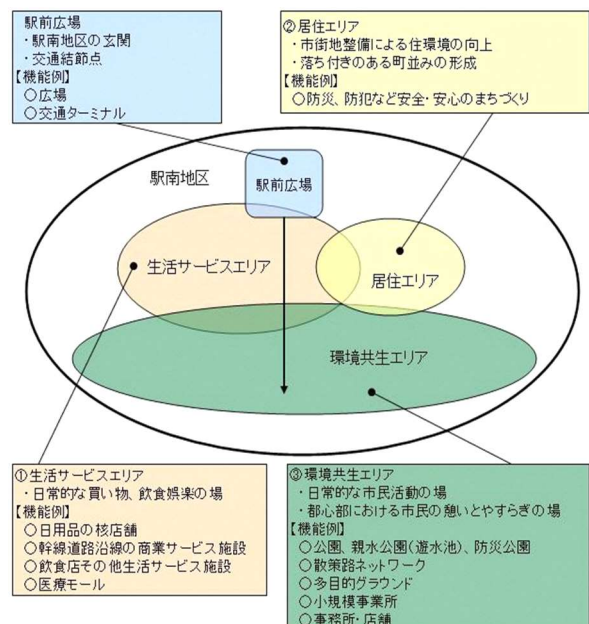 駅前広場
・駅南地区の玄関
・交通結節点
【機能例】
○広場
○交通ターミナル
②居住エリア
・市街地整備による住環境の向上
・落ち付きのある町並みの形成
【機能例】
○防災、防犯など安全・安心のまちづくり
駅南地区
駅前広場
生活サービスエリア
居住エリア
環境共生エリア
①生活サービスエリア
・日常的な買い物、飲食娯楽の場
【機能例】
○日用品の核店舗
○幹線道路沿線の商業サービス施設
○飲食店その他生活サービス施設
○医療モール
③環境共生エリア
・日常的な市民活動の場
・都心部における市民の憩いとやすらぎの場
【機能例】
○公園、親水公園(遊水池)、防災公園
○散策路ネットワーク
○多目的グラウンド
○小規模事業所
○事務所・店舗